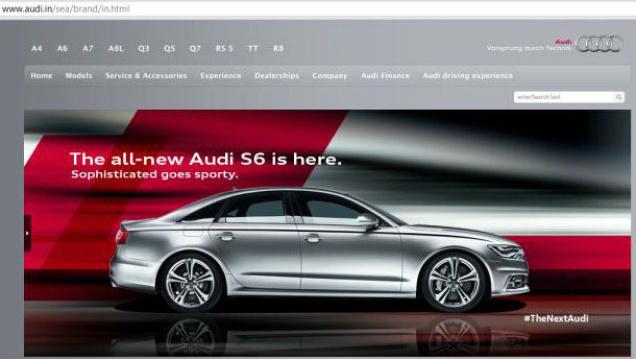 www.audi.in/sea/brand/in.html
Audi
Vorsprung durch Technik
A4 A6 A7 A8L Q3 Q5 Q7 RS 5 TT R8
Home Models Service & Accessories Experience Dealerships Company Audi Finance Audi driving experience
enterSearchText
The all-new Audi S6 is here.
Sophisticated goes sporty.
#TheNextAudi